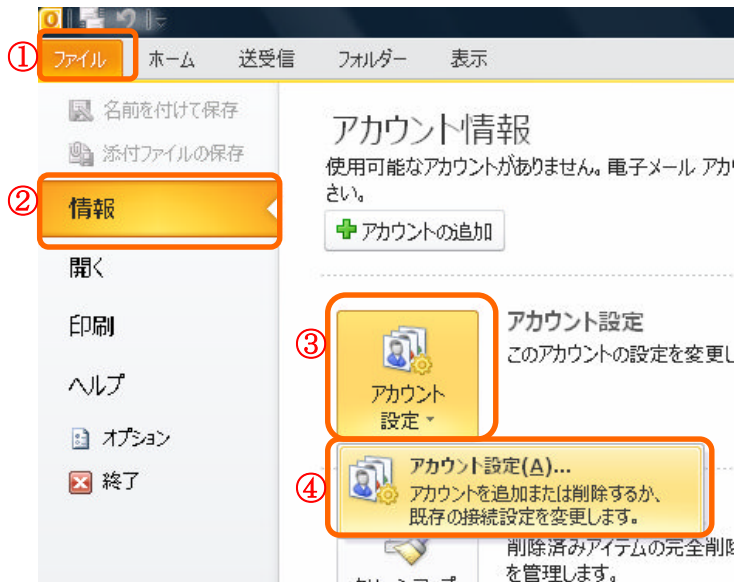 ① ファイル ホーム 送受信 フォルダー 表示
名前を付けて保存
添付ファイルの保存
② 情報
開く
印刷
ヘルプ
オプション
終了
アカウント情報
使用可能なアカウントがありません。電子メール アカ
さい。
アカウントの追加
③ アカウント
設定
アカウント設定
このアカウントの設定を変更し
④ アカウント設定(A)...
アカウントを追加または削除するか、
既存の接続設定を変更します。
削除済みアイテムの完全削除
を管理します。